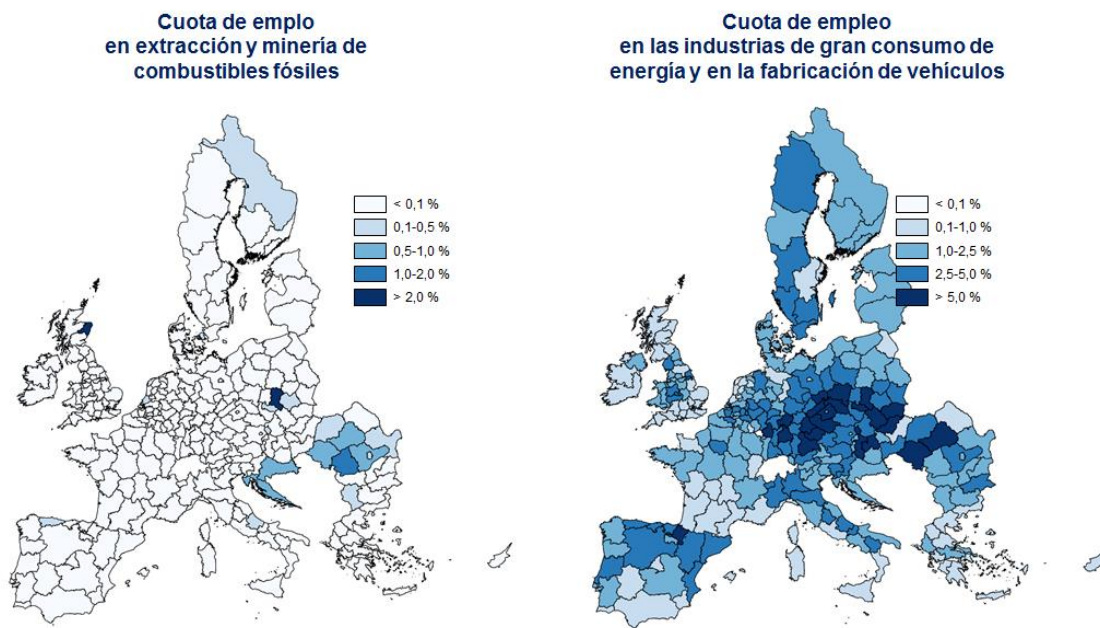 Cuota de emplo
en extracción y minería de
combustibles fósiles
< 0,1 %
0,1-0,5 %
0,5-1,0 %
1,0-2,0 %
> 2,0 %
Cuota de empleo
en las industrias de gran consumo de
energía y en la fabricación de vehículos
< 0,1 %
0,1-1,0 %
1,0-2,5 %
2,5-5,0 %
> 5,0 %